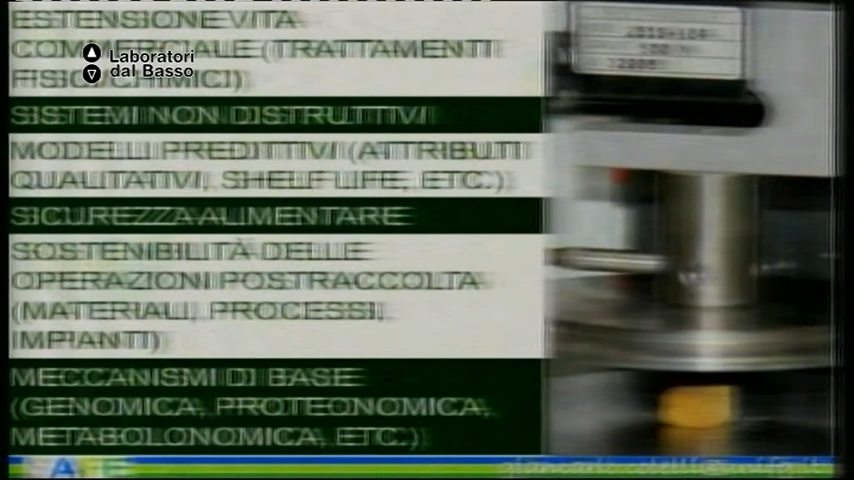 ESTENSIONE VITA
COMMERCIALE (TRATTAMENTI
FISICI/CHIMICI)
Laboratori
dal Basso
SISTEMI NON DISTRUTTIVI
MODELLI PREDITTIVI (ATTRIBUTI
QUALITATIVI, SHELF LIFE, ETC.)
SICUREZZA ALIMENTARE
SOSTENIBILITÀ DELLE
OPERAZIONI POSTRACCOLTA
(MATERIALI, PROCESSI,
IMPIANTI)
MECCANISMI DI BASE
(GENOMICA, PROTEONOMICA,
METABOLONOMICA, ETC.)
SAFE